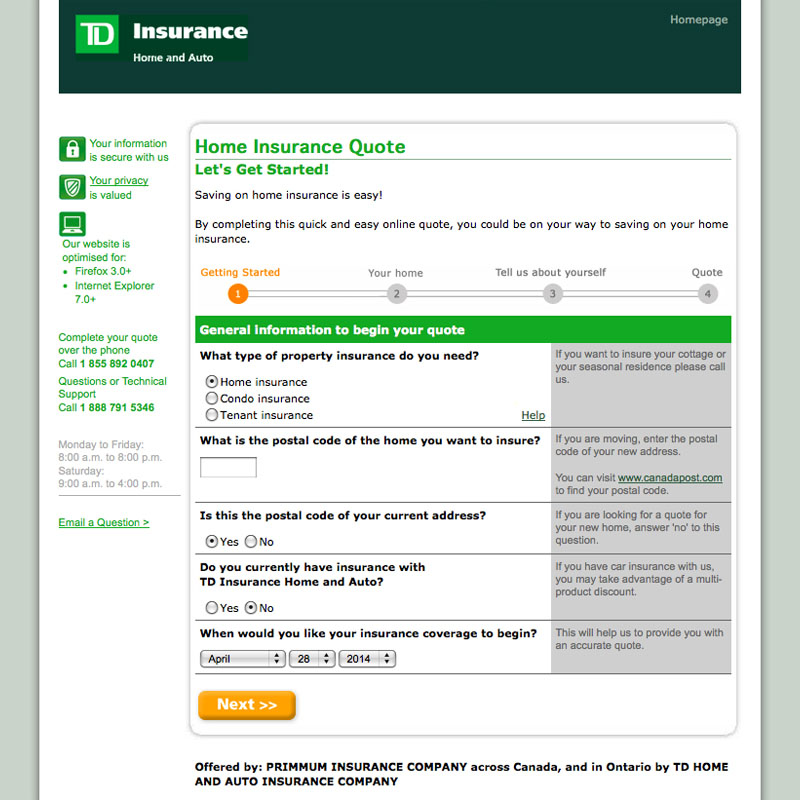 TD Insurance
Home and Auto
Homepage
Your information
is secure with us
Your privacy
is valued
Our website is
optimised for:
Firefox 3.0+
Internet Explorer
7.0+
Complete your quote
over the phone
Call 1 855 892 0407
Questions or Technical
Support
Call 1 888 791 5346
Monday to Friday:
8:00 a.m. to 8:00 p.m.
Saturday:
9:00 a.m. to 4:00 p.m.
Email a Question >
Home Insurance Quote
Let's Get Started!
Saving on home insurance is easy!
By completing this quick and easy online quote, you could be on your way to saving on your home
insurance.
Getting Started Your home Tell us about yourself Quote
1 2 3 4
General information to begin your quote
What type of property insurance do you need?
Home insurance
Condo insurance
Tenant insurance
Help
If you want to insure your cottage or
your seasonal residence please call
us.
What is the postal code of the home you want to insure?
If you are moving, enter the postal
code of your new address.
You can visit www.canadapost.com
to find your postal code.
Is this the postal code of your current address?
Yes No
If you are looking for a quote for
your new home, answer 'no' to this
question.
Do you currently have insurance with
TD Insurance Home and Auto?
Yes No
If you have car insurance with us,
you may take advantage of a multi-
product discount.
When would you like your insurance coverage to begin?
April 28 2014
This will help us to provide you with
an accurate quote.
Next >>
Offered by: PRIMMUM INSURANCE COMPANY across Canada, and in Ontario by TD HOME
AND AUTO INSURANCE COMPANY